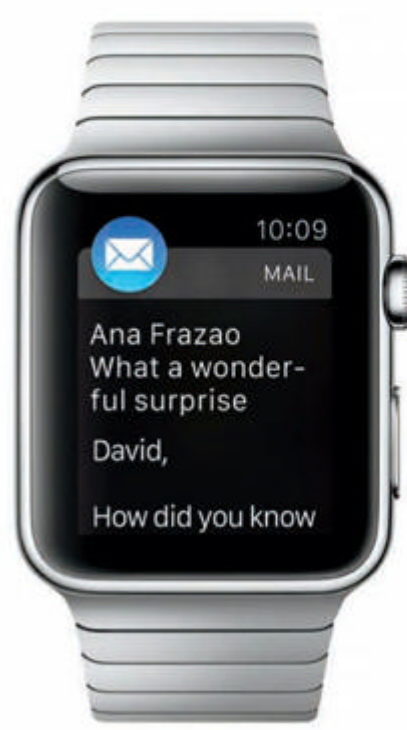 10:09
MAIL
Ana Frazao
What a wonder-
ful surprise
David,
How did you know